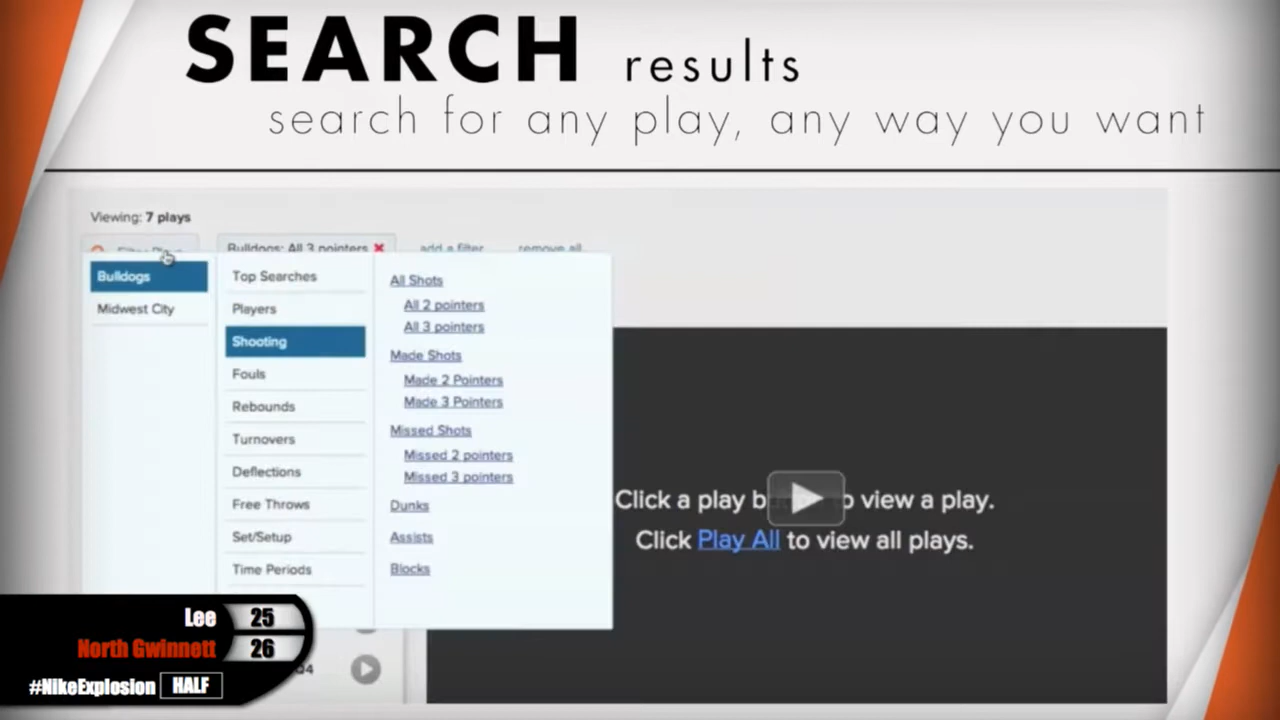 SEARCH results
search for any play, any way you want
Viewing: 7 plays
Bulldogs: All 3 pointers
add a filter
remove all
Bulldogs
Midwest City
Top Searches
Players
Shooting
Fouls
Rebounds
Turnovers
Deflections
Free Throws
Set/Setup
Time Periods
All Shots
All 2 pointers
All 3 pointers
Made Shots
Made 2 Pointers
Made 3 Pointers
Missed Shots
Missed 2 pointers
Missed 3 pointers
Dunks
Assists
Blocks
Click a play to view a play.
Click Play All to view all plays.
Lee 25
North Gwinnett 26
#NikeExplosion HALF